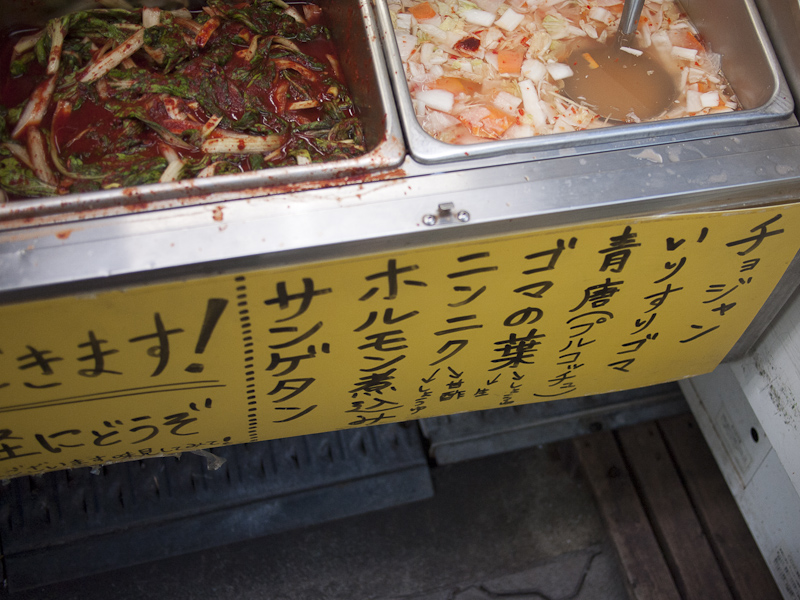 チョジャン
いりすりゴマ
青唐(プルコッチュ)
ゴマの葉
ニンニク
ホルモン煮込み
サンゲタン
きます!
にどうぞ